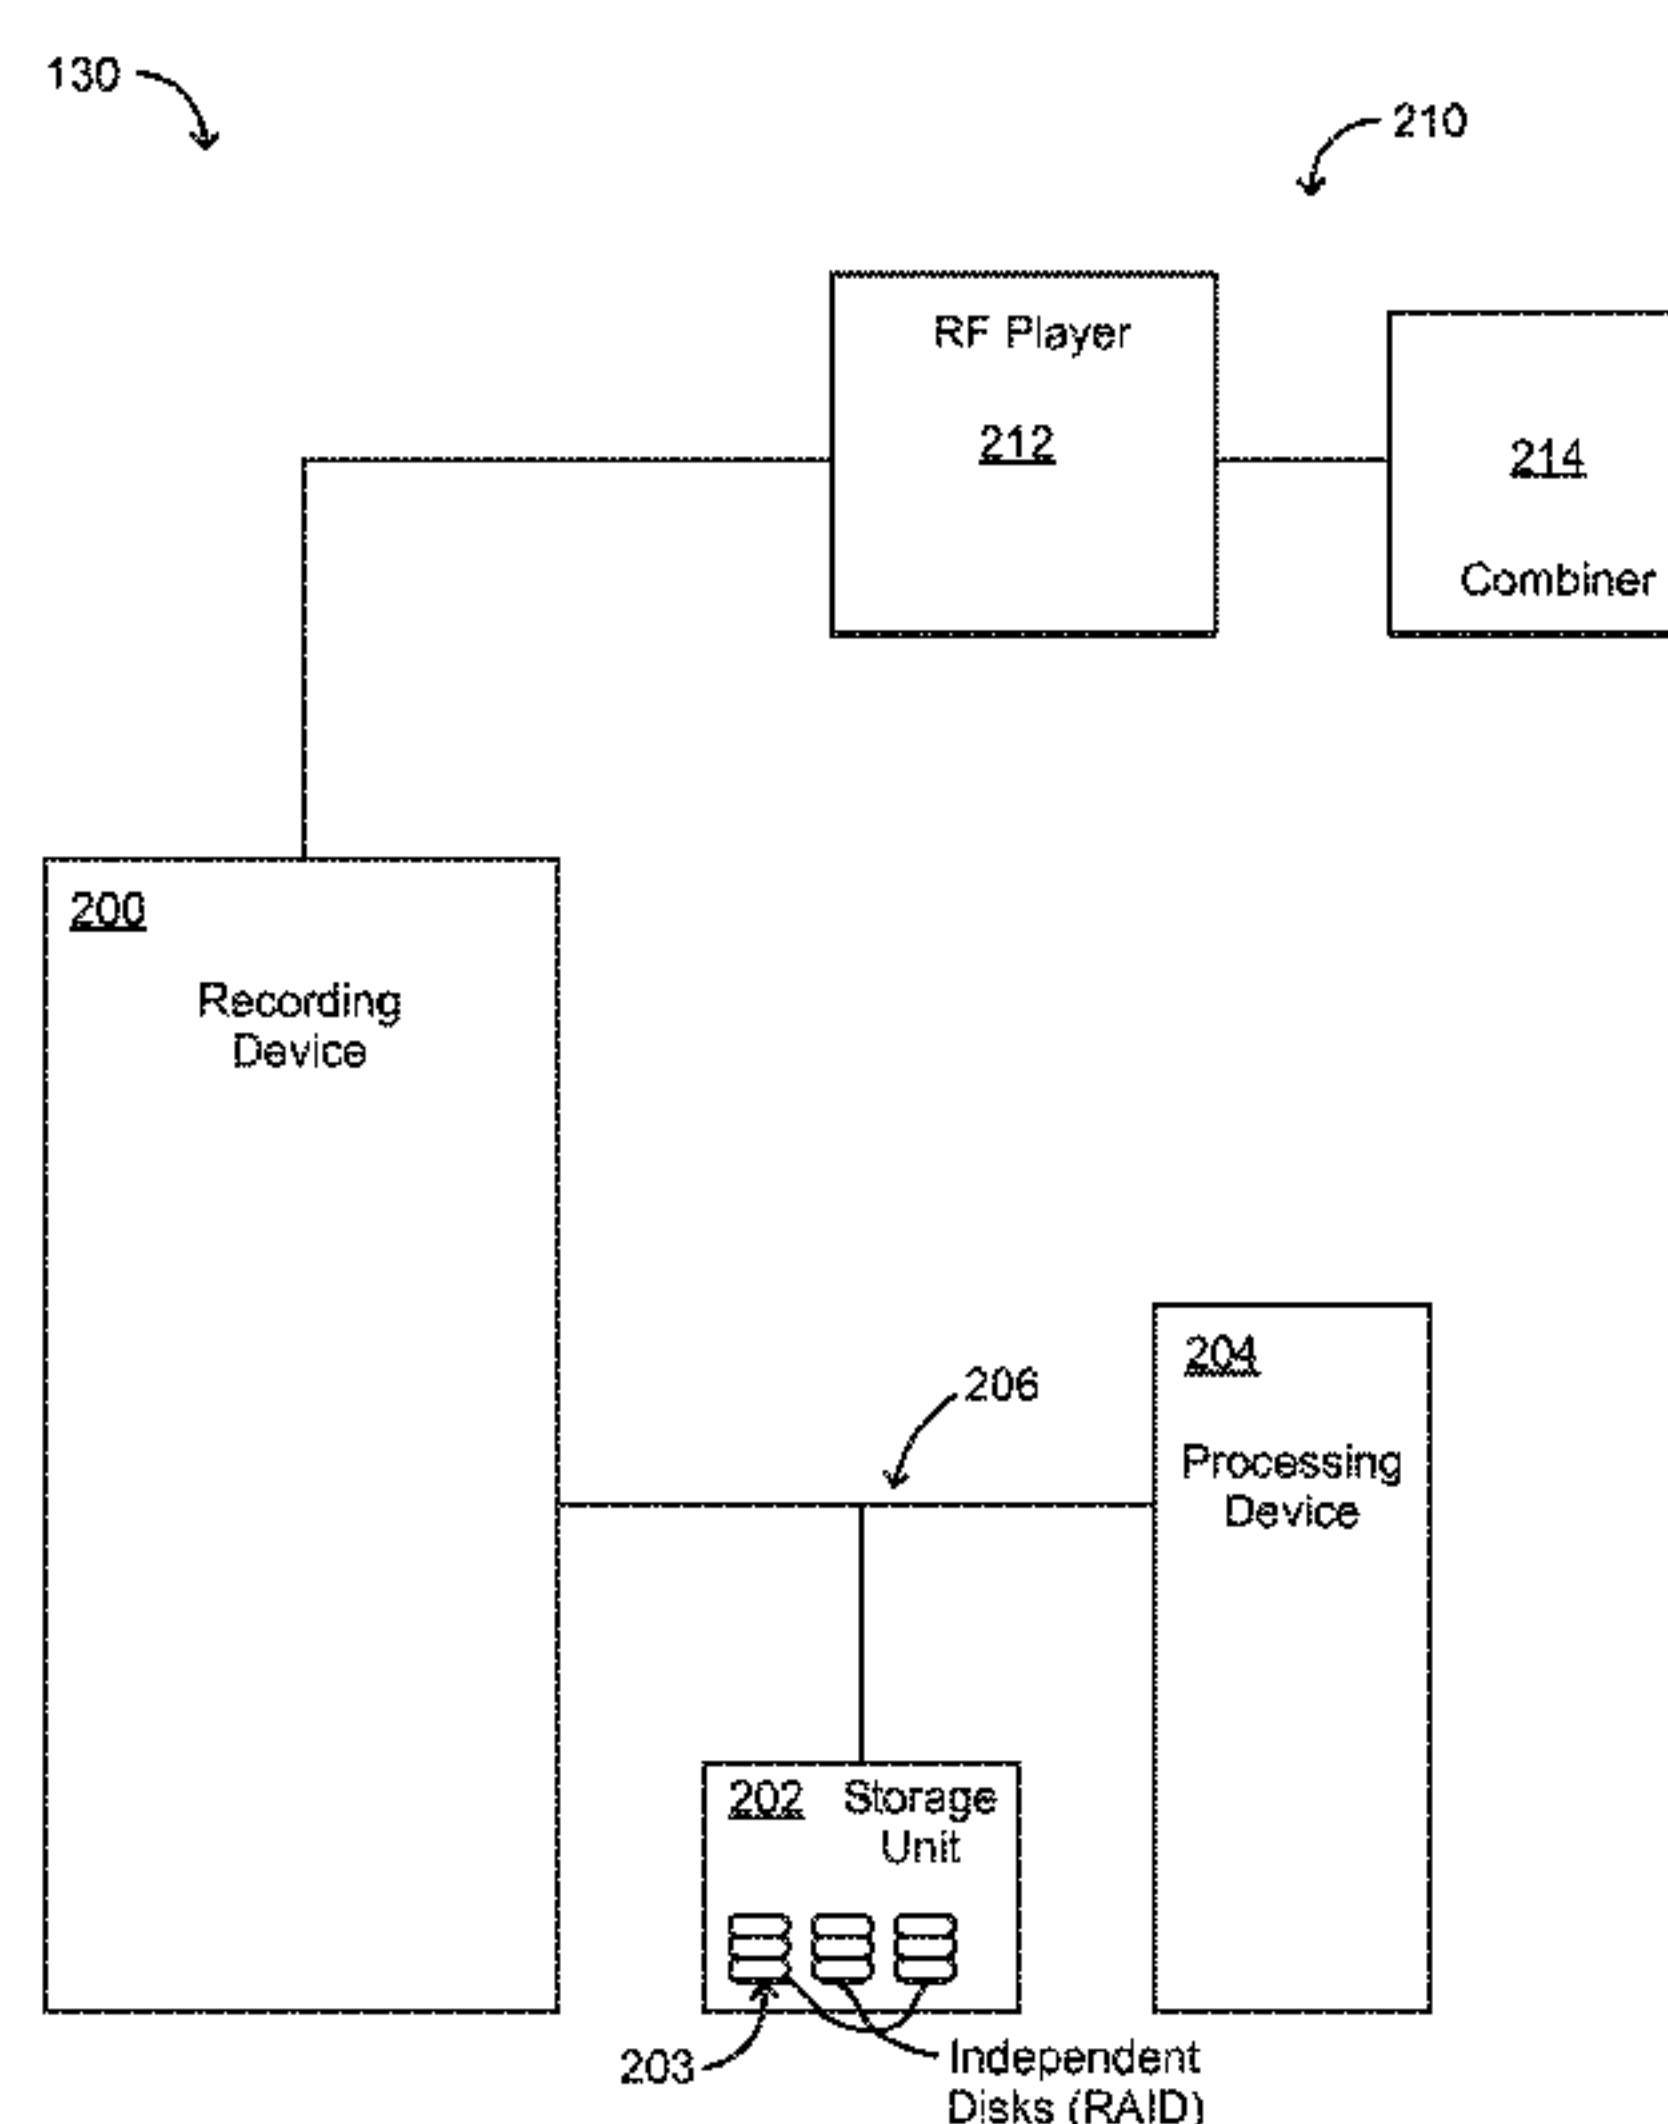 130
210
RF Player
212
214
Combiner
200
Recording
Device
204
206
Processing
Device
202 Storage
Unit
203
Independent
Disks (RAID)